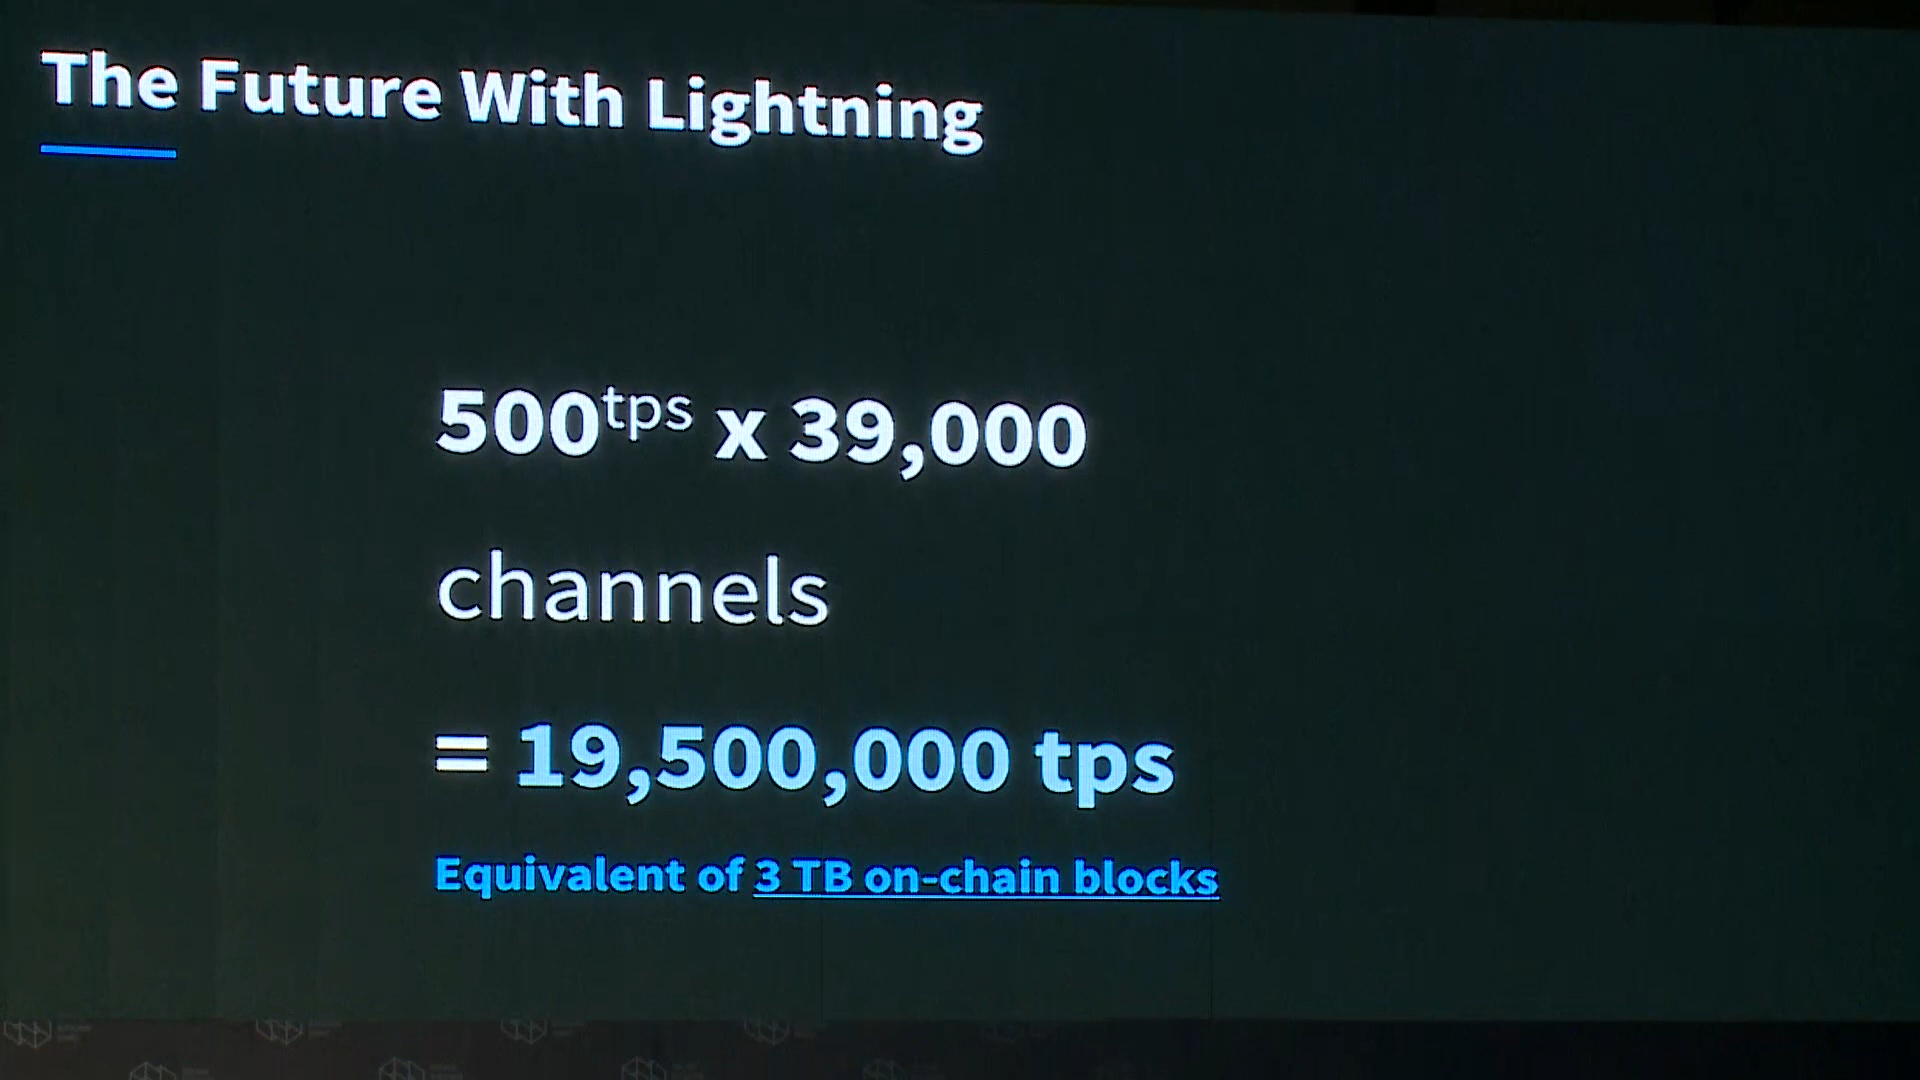 The Future With Lightning
500tps x 39,000
channels
= 19,500,000 tps
Equivalent of 3 TB on-chain blocks